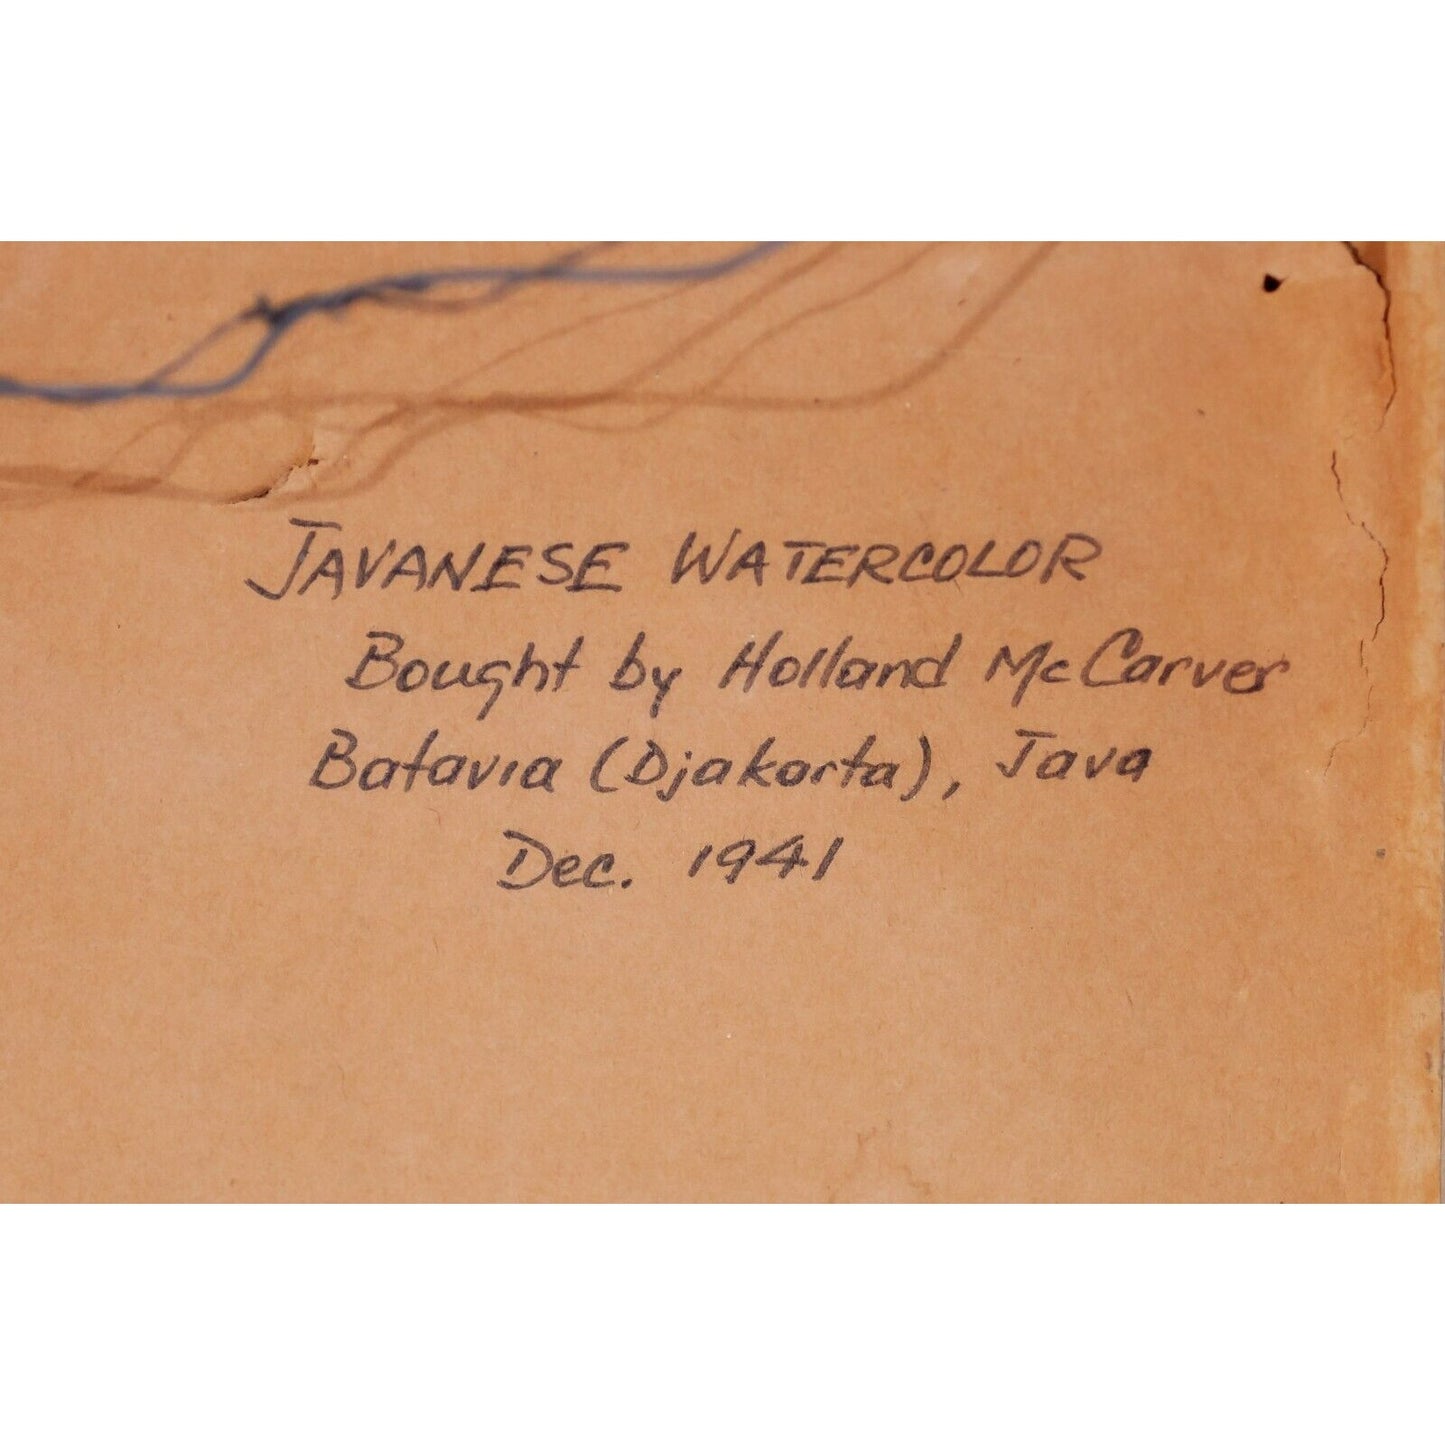 JAVANESE WATERCOLOR
Bought by Holland McCarver
Batavia (Djakarta), Java
Dec. 1941